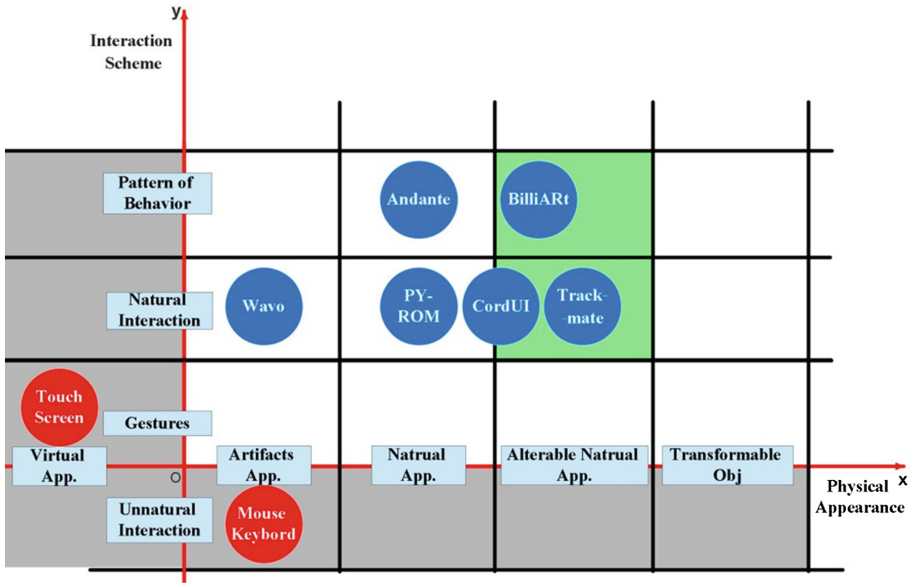 y
Interaction
Scheme
Pattern of
Behavior
Andante
BilliARt
Natural
Interaction
Wavo
PY-
ROM
CordUI
Track-
-mate
Touch
Screen
Gestures
Virtual
App.
O
Artifacts
App.
Natrual App.
Alterable Natrual
App.
Transformable
Obj
x
Physical
Appearance
Unnatural
Interaction
Mouse
Keybord